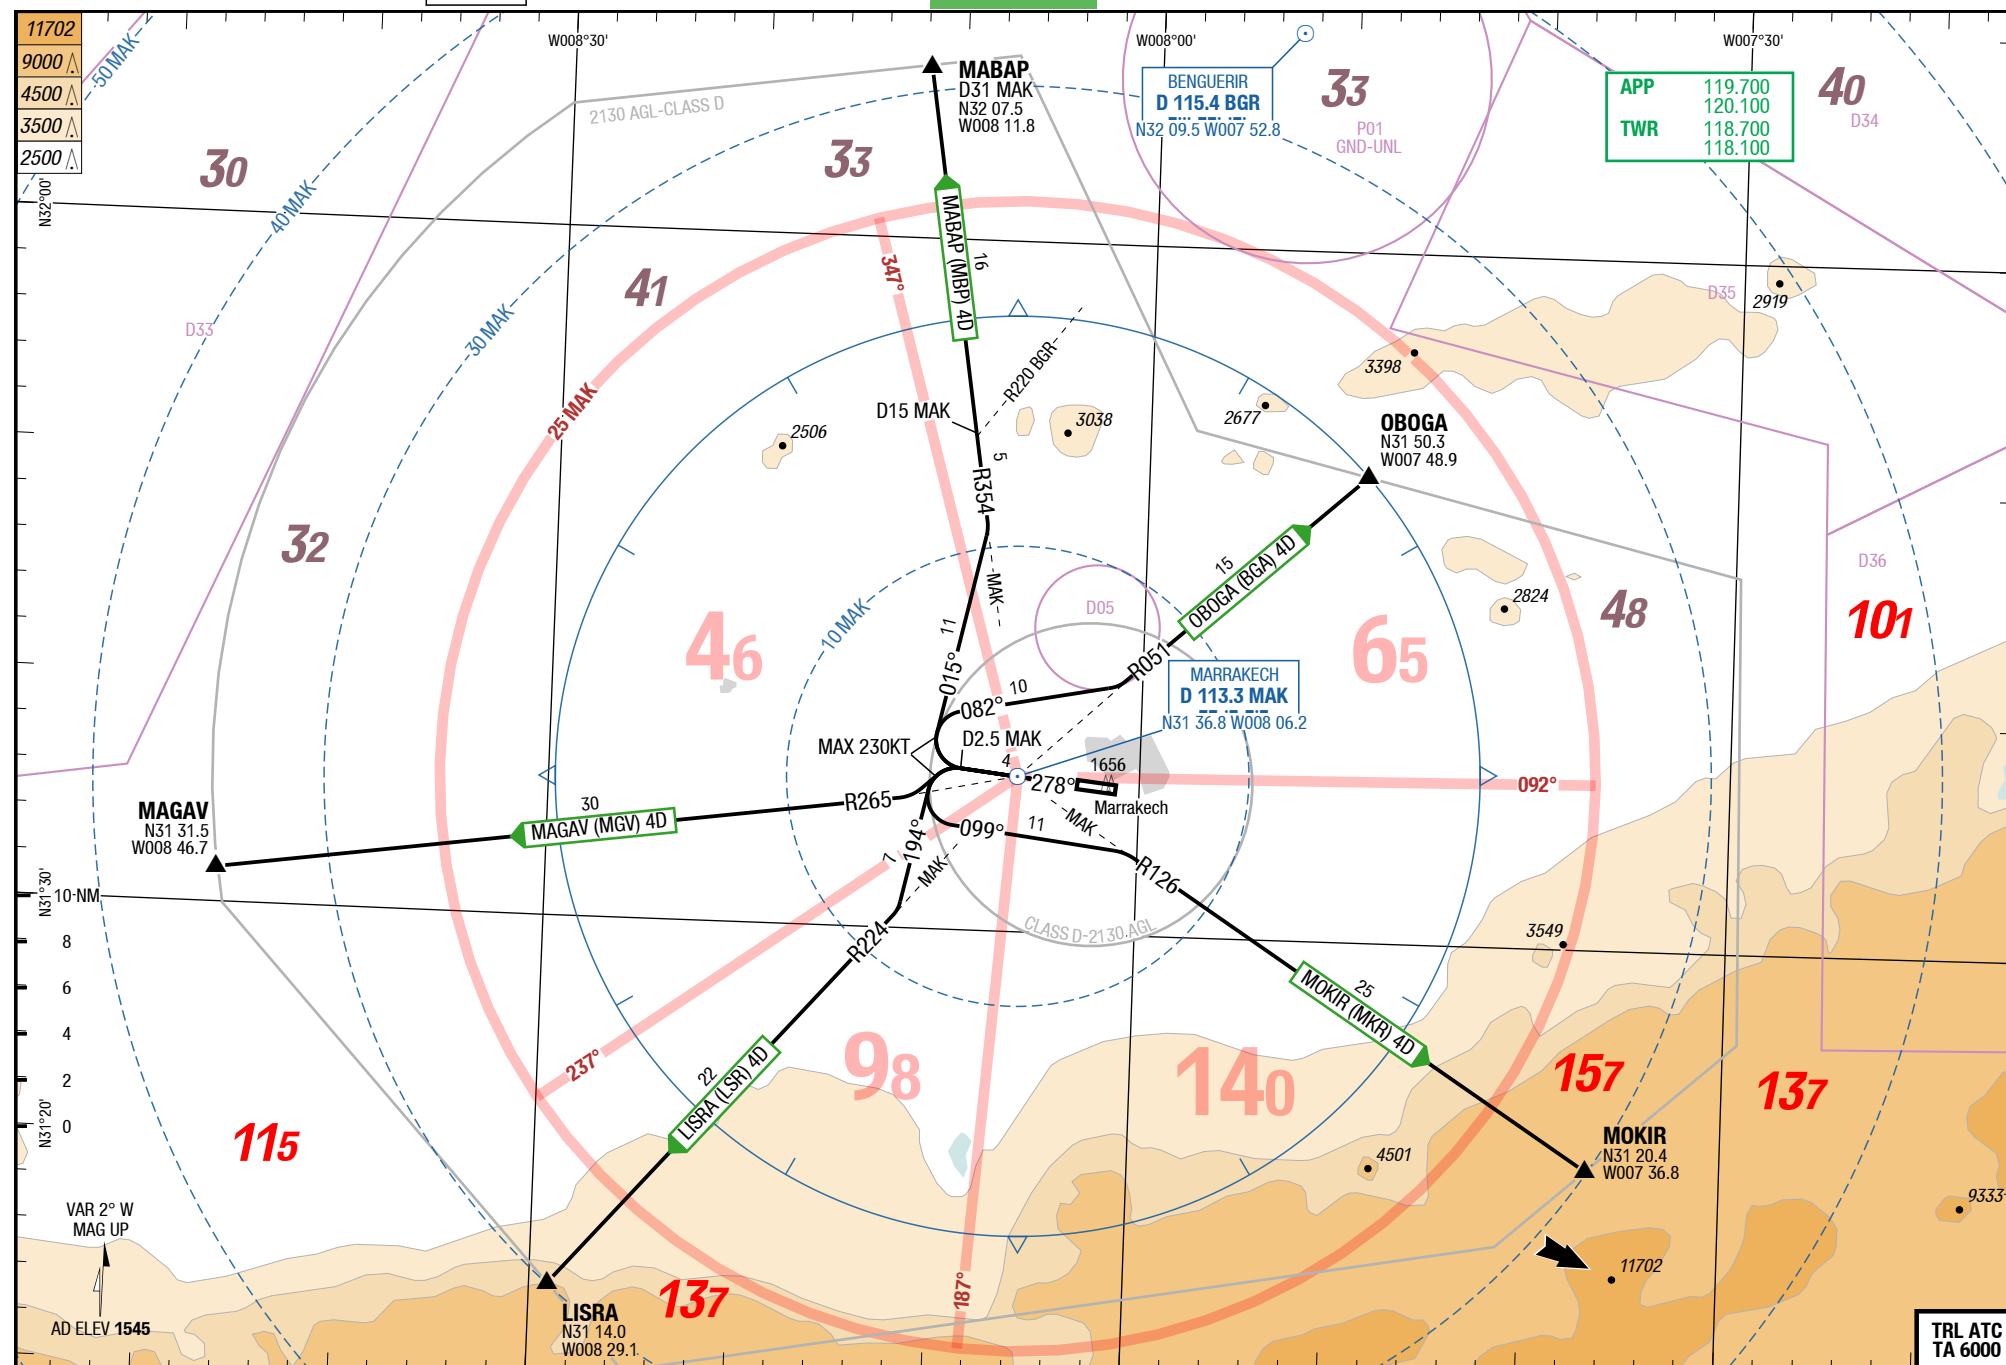 11702
9000
4500
3500
2500
W008°30'
W008°00'
W007°30'
50 MAK
2130 AGL-CLASS D
MABAP
D31 MAK
N32 07.5
W008 11.8
BENGUERIR
D 115.4 BGR
N32 09.5 W007 52.8
33
P01
GND-UNL
APP 119.700
120.100
TWR 118.700
118.100
40
D34
30
33
N32°00'
40 MAK
41
347°
MABAP (MBP) 4D
16
D33
30 MAK
D35
2919
R220 BGR
3398
25 MAK
D15 MAK
2506
3038
2677
OBOGA
N31 50.3
W007 48.9
5
R354
32
15
OBOGA (BGA) 4D
D36
MAK
10 MAK
D05
2824
48
101
46
11
015°
65
R051
10
082°
MARRAKECH
D 113.3 MAK
N31 36.8 W008 06.2
MAX 230KT
D2.5 MAK
4
278°
1656
Marrakech
092°
MAGAV
N31 31.5
W008 46.7
30
MAGAV (MGV) 4D
R265
099°
11
MAK
194°
7
MAK
R126
N31°30'
10 NM
8
6
4
2
0
N31°20'
R224
CLASS D-2130 AGL
3549
25
MOKIR (MKR) 4D
237°
22
LISRA (LSR) 4D
98
140
157
137
115
MOKIR
N31 20.4
W007 36.8
4501
9333
VAR 2° W
MAG UP
11702
187°
137
LISRA
N31 14.0
W008 29.1
AD ELEV 1545
TRL ATC
TA 6000